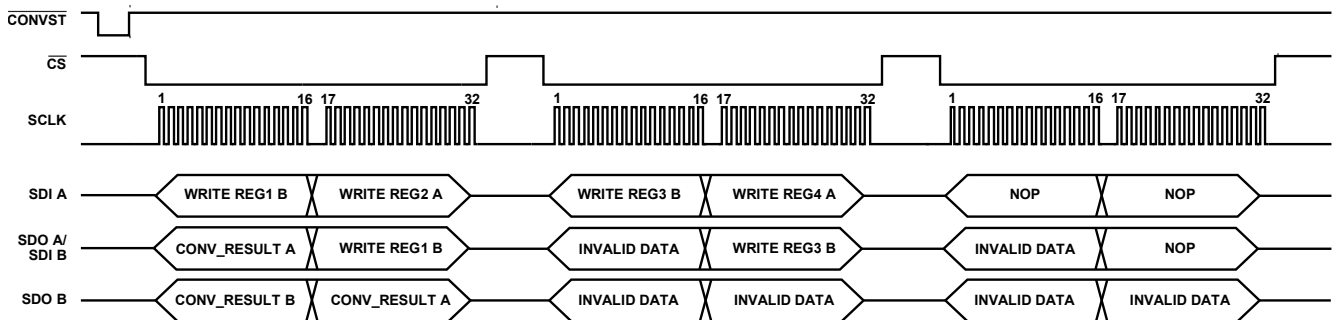 CONVST
CS
1 16 17 32 1 16 17 32 1 16 17 32
SCLK
SDI A WRITE REG1 B WRITE REG2 A WRITE REG3 B WRITE REG4 A NOP NOP
SDO A/
SDI B CONV_RESULT A WRITE REG1 B INVALID DATA WRITE REG3 B INVALID DATA NOP
SDO B CONV_RESULT B CONV_RESULT A INVALID DATA INVALID DATA INVALID DATA INVALID DATA